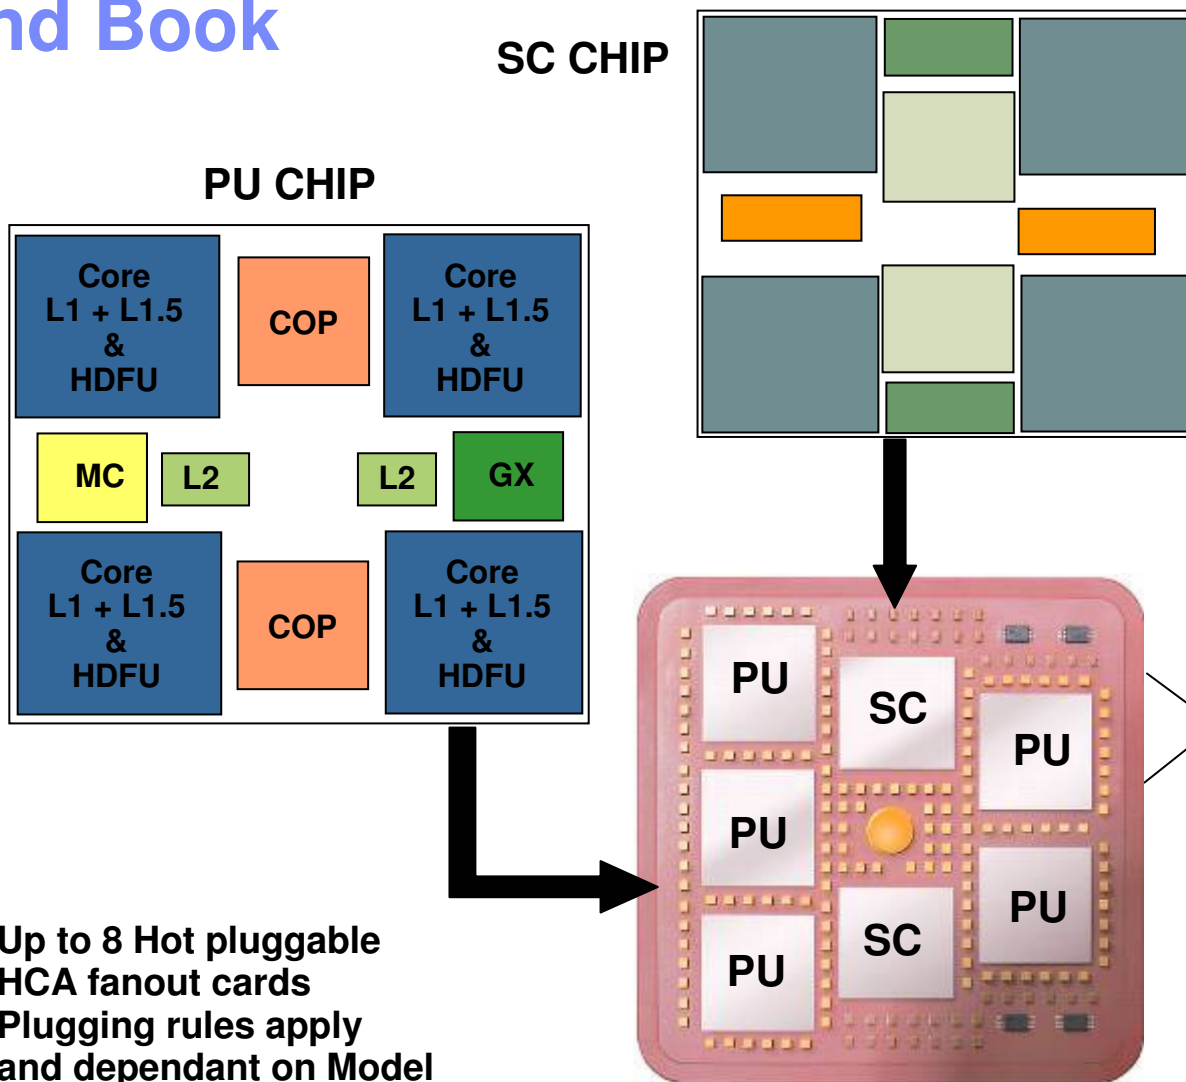 nd Book
SC CHIP
PU CHIP
Core
L1 + L1.5
&
HDFU
COP
Core
L1 + L1.5
&
HDFU
MC
L2
L2
GX
Core
L1 + L1.5
&
HDFU
COP
Core
L1 + L1.5
&
HDFU
PU
SC
PU
PU
PU
SC
PU
Up to 8 Hot pluggable
HCA fanout cards
Plugging rules apply
and dependant on Model